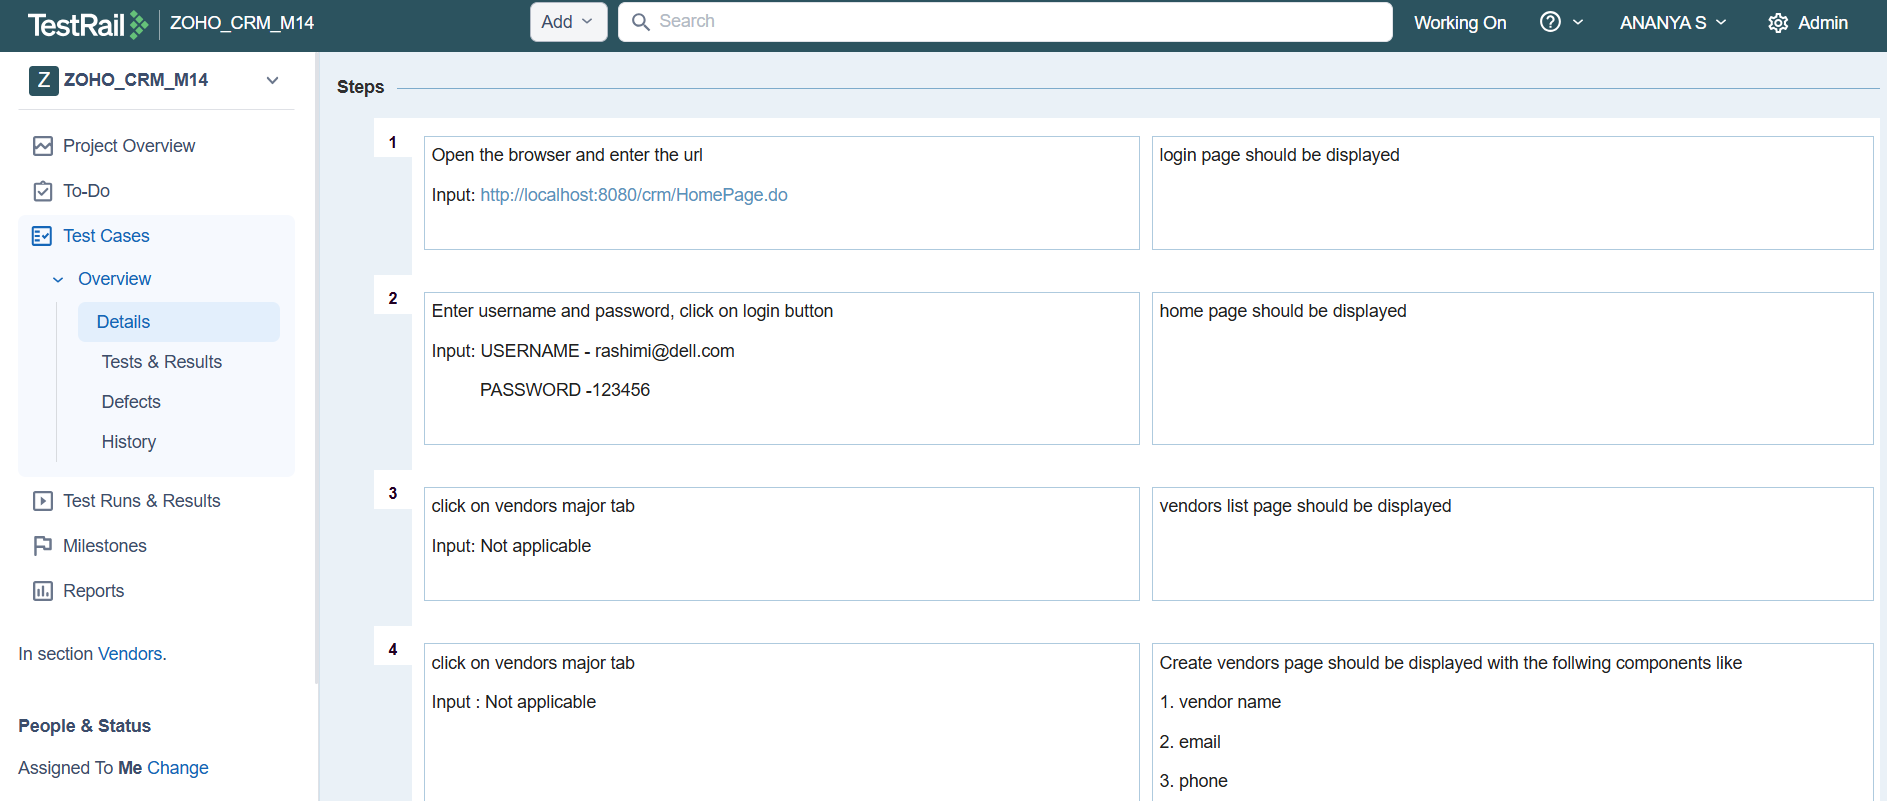 TestRail ZOHO_CRM_M14 Add Search Working On ANANYA S Admin
Z ZOHO_CRM_M14
Project Overview
To-Do
Test Cases
Overview
Details
Tests & Results
Defects
History
Test Runs & Results
Milestones
Reports
In section Vendors.
People & Status
Assigned To Me Change
Steps
1
Open the browser and enter the url
Input: http://localhost:8080/crm/HomePage.do
login page should be displayed
2
Enter username and password, click on login button
Input: USERNAME - rashimi@dell.com
PASSWORD -123456
home page should be displayed
3
click on vendors major tab
Input: Not applicable
vendors list page should be displayed
4
click on vendors major tab
Input : Not applicable
Create vendors page should be displayed with the follwing components like
1. vendor name
2. email
3. phone